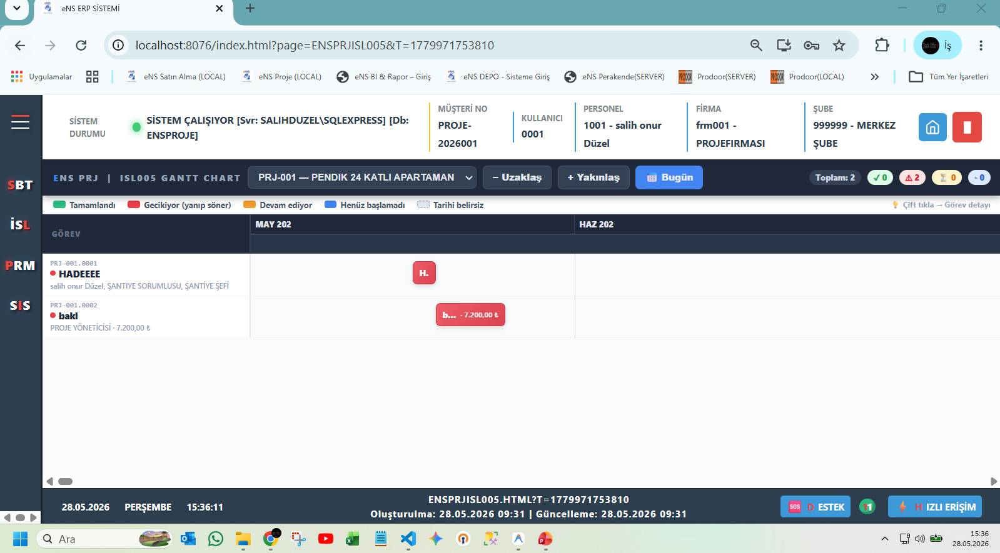 eNS ERP SİSTEMİ
localhost:8076/index.html?page=ENSPRJISL005&T=1779971753810
İş
Uygulamalar
eNS Satın Alma (LOCAL)
eNS Proje (LOCAL)
eNS BI & Rapor – Giriş
eNS DEPO - Sisteme Giriş
eNS Perakende(SERVER)
Prodoor(SERVER)
Prodoor(LOCAL)
Tüm Yer İşaretleri
SİSTEM
DURUMU
SİSTEM ÇALIŞIYOR [Svr: SALIHDUZEL\SQLEXPRESS] [Db:
ENSPROJE]
MÜŞTERİ NO
PROJE-
2026001
KULLANICI
0001
PERSONEL
1001 - salih onur
Düzel
FİRMA
frm001 -
PROJEFIRMASI
ŞUBE
999999 - MERKEZ
ŞUBE
SBT
İSL
PRM
SIS
ENS PRJ | ISL005 GANTT CHART
PRJ-001 — PENDIK 24 KATLI APARTAMAN
− Uzaklaş
+ Yakınlaş
Bugün
Toplam: 2
✓ 0
⚠ 2
⏳ 0
◦ 0
Tamamlandı
Gecikiyor (yanıp söner)
Devam ediyor
Henüz başlamadı
Tarihi belirsiz
Çift tıkla → Görev detayı
GÖREV
MAY 202
HAZ 202
PRJ-001.0001
HADEEEE
salih onur Düzel, ŞANTIYE SORUMLUSU, ŞANTİYE ŞEFİ
H.
PRJ-001.0002
bakl
PROJE YÖNETİCİSİ · 7.200,00 ₺
b... · 7.200,00 ₺
28.05.2026
PERŞEMBE
15:36:11
ENSPRJISL005.HTML?T=1779971753810
Oluşturulma: 28.05.2026 09:31 | Güncelleme: 28.05.2026 09:31
SOS DESTEK
11
HIZLI ERİŞİM
Ara
15:36
28.05.2026